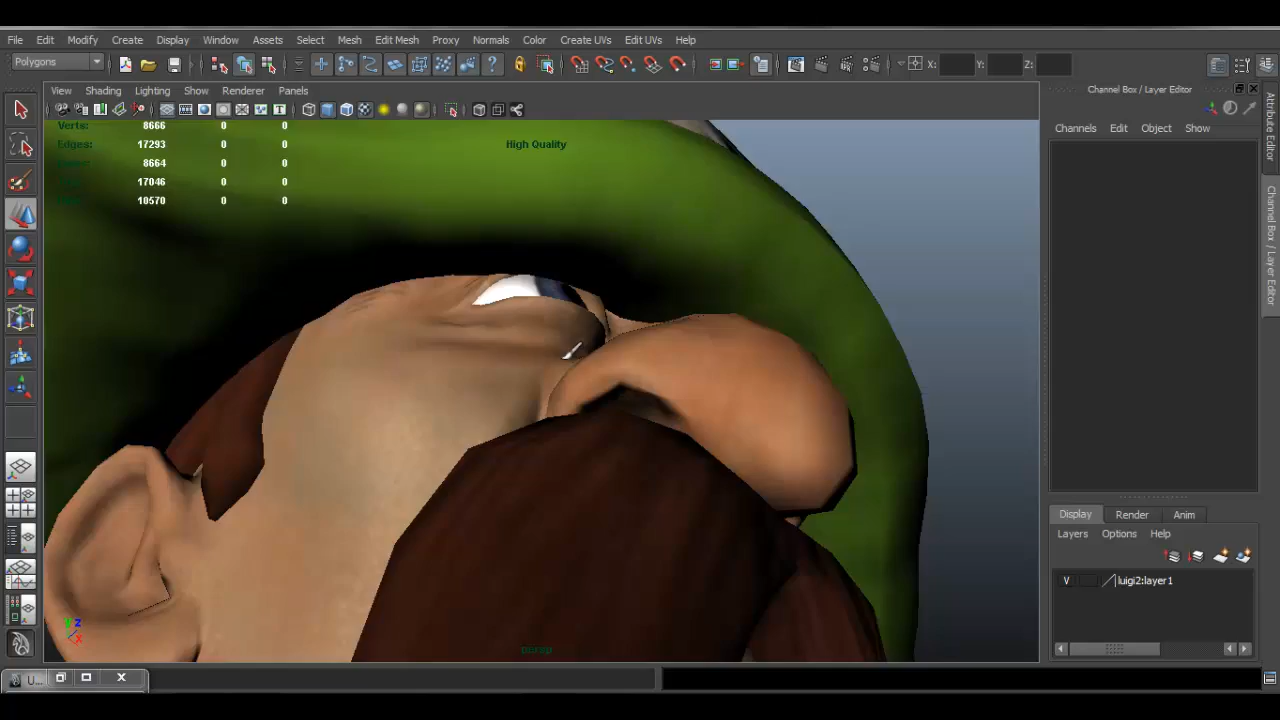 File Edit Modify Create Display Window Assets Select Mesh Edit Mesh Proxy Normals Color Create UVs Edit UVs Help
Polygons X: Y: Z:
View Shading Lighting Show Renderer Panels
Channel Box / Layer Editor
Channels Edit Object Show
Verts: 8666 0 0
Edges: 17293 0 0
8664 0 0
17046 0 0
10570 0 0
High Quality
Attribute Editor
Channel Box / Layer Editor
Display Render Anim
Layers Options Help
V luigi2:layer1
persp
U...